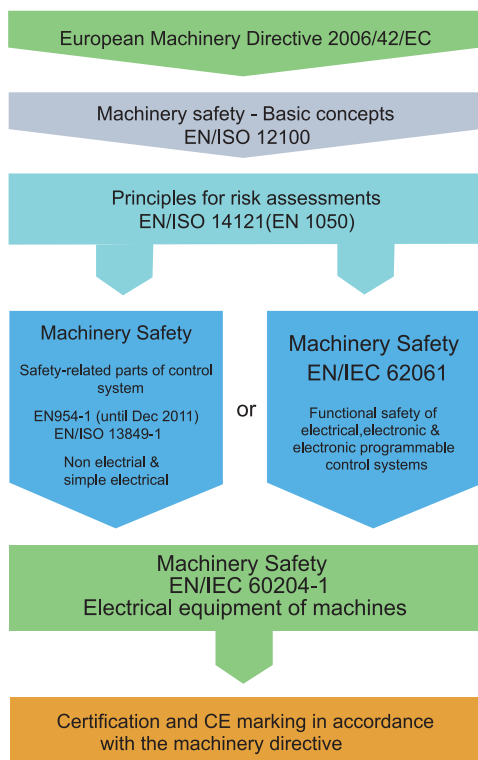 European Machinery Directive 2006/42/EC
Machinery safety - Basic concepts
EN/ISO 12100
Principles for risk assessments
EN/ISO 14121(EN 1050)
Machinery Safety
Safety-related parts of control
system
EN954-1 (until Dec 2011)
EN/ISO 13849-1
Non electrial &
simple electrical
or
Machinery Safety
EN/IEC 62061
Functional safety of
electrical,electronic &
electronic programmable
control systems
Machinery Safety
EN/IEC 60204-1
Electrical equipment of machines
Certification and CE marking in accordance
with the machinery directive